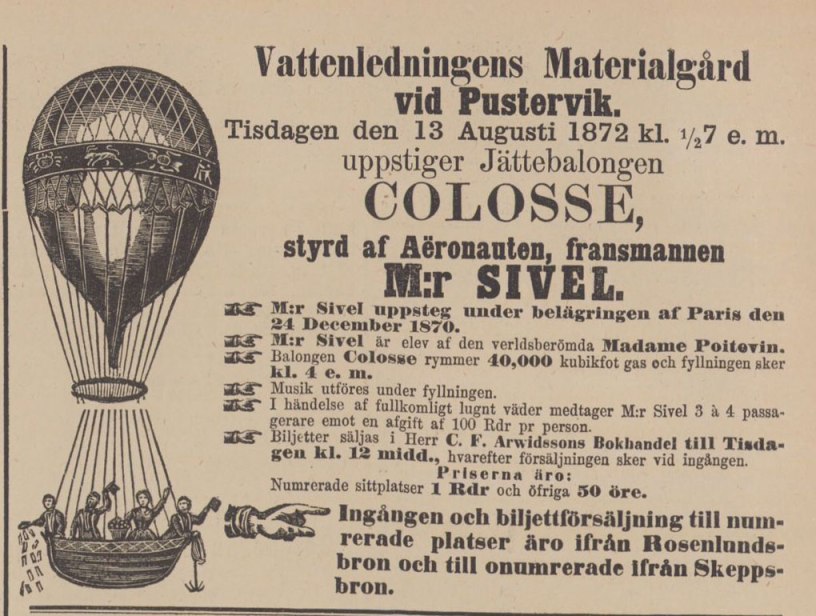 Vattenledningens Materialgård
vid Pustervik.
Tisdagen den 13 Augusti 1872 kl. 1/27 e. m.
uppstiger Jättebalongen
COLOSSE,
styrd af Aëronauten, fransmannen
M:r SIVEL.
M:r Sivel uppsteg under belägringen af Paris den
24 December 1870.
M:r Sivel är elev af den verldsberömda Madame Poitevin.
Balongen Colosse rymmer 40,000 kubikfot gas och fyllningen sker
kl. 4 e. m.
Musik utföres under fyllningen.
I händelse af fullkomligt lugnt väder medtager M:r Sivel 3 à 4 passa-
gerare emot en afgift af 100 Rdr pr person.
Biljetter säljas i Herr C. F. Arwidssons Bokhandel till Tisda-
gen kl. 12 midd., hvarefter försäljningen sker vid ingången.
Priserna äro:
Numrerade sittplatser 1 Rdr och öfriga 50 öre.
Ingången och biljettförsäljning till num-
rerade platser äro ifrån Rosenlunds-
bron och till onumrerade ifrån Skepps-
bron.